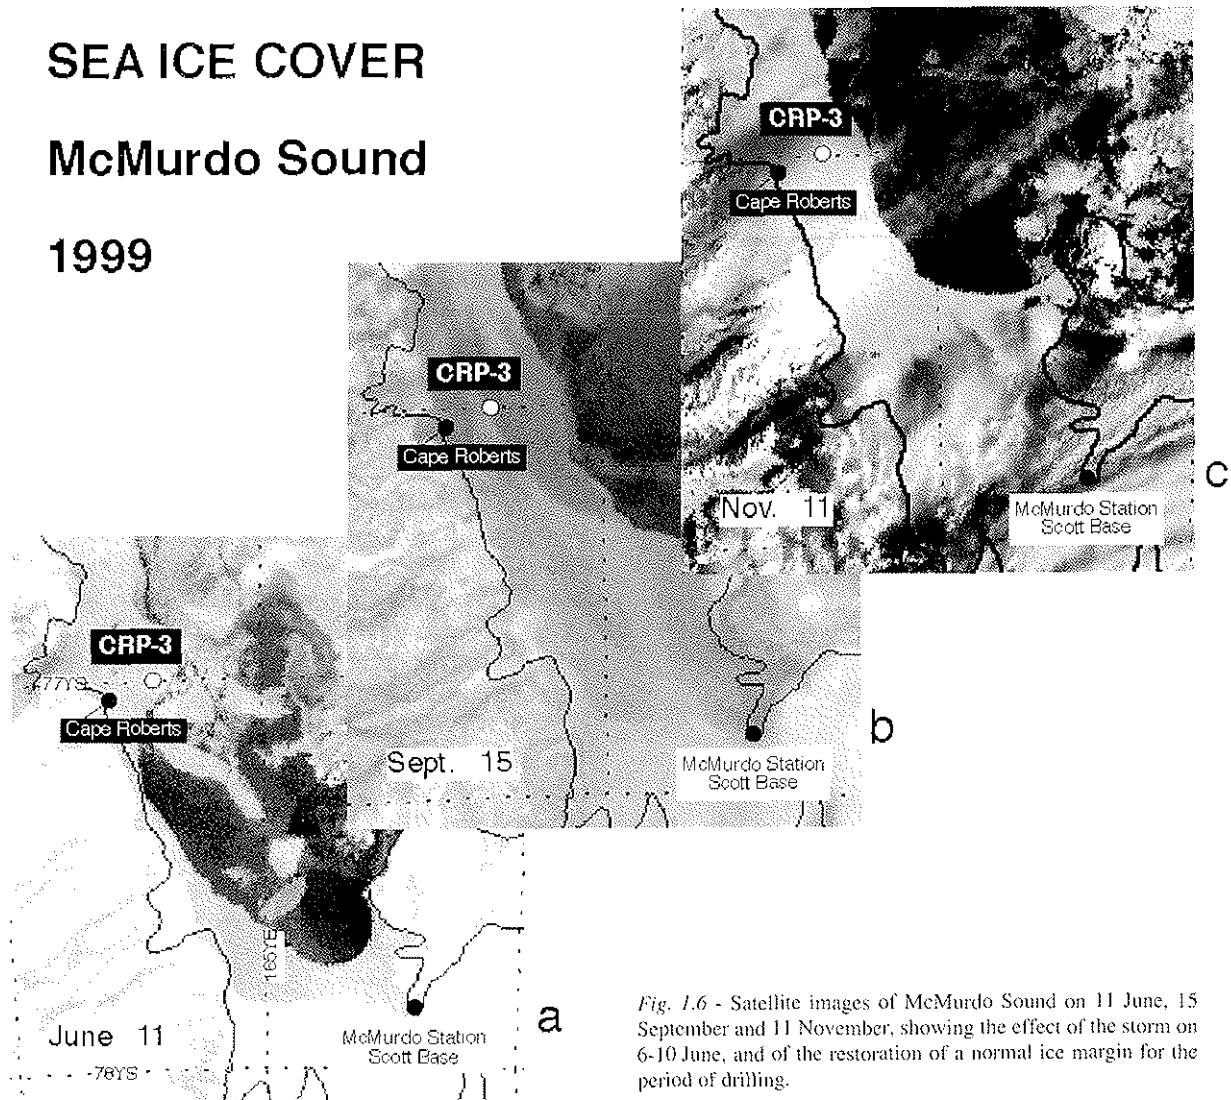 SEA ICE COVER
McMurdo Sound
1999
CRP-3
Cape Roberts
Nov. 11
McMurdo Station
Scott Base
c
CRP-3
Cape Roberts
Sept. 15
McMurdo Station
Scott Base
b
CRP-3
-77YS
Cape Roberts
165YE
June 11
McMurdo Station
Scott Base
-78YS
a
Fig. 1.6 - Satellite images of McMurdo Sound on 11 June, 15
September and 11 November, showing the effect of the storm on
6-10 June, and of the restoration of a normal ice margin for the
period of drilling.